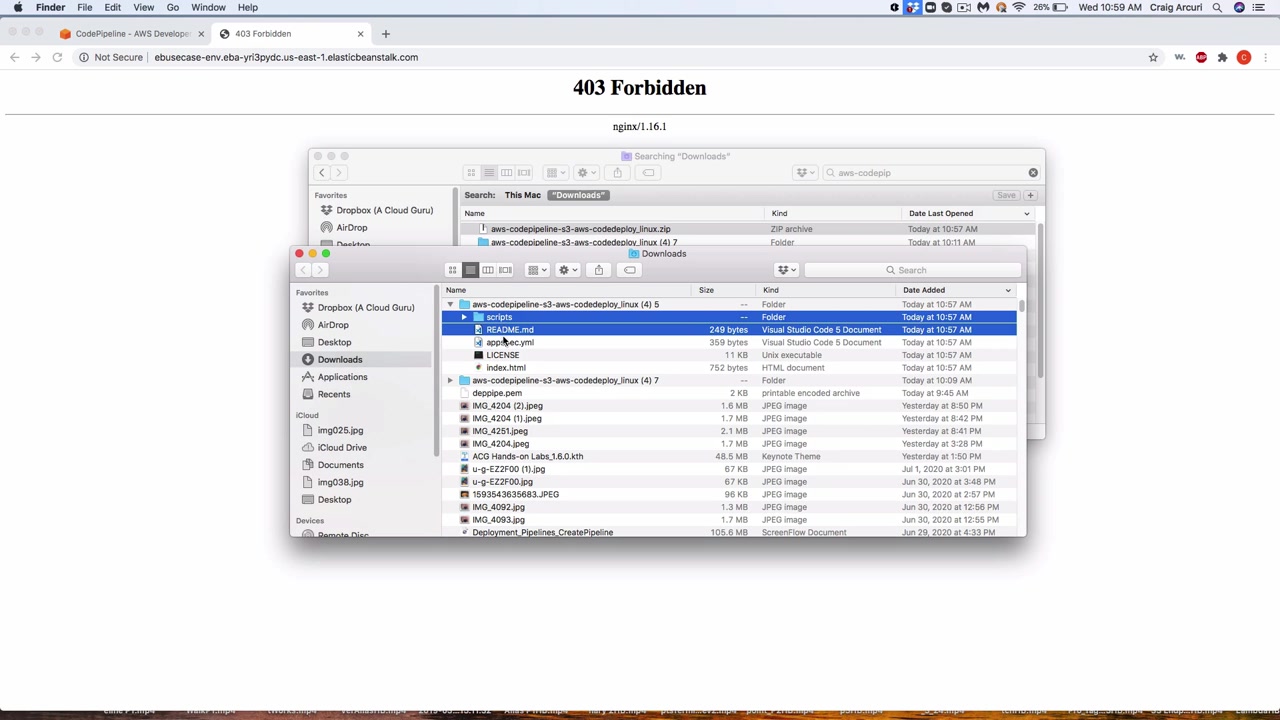 Finder File Edit View Go Window Help 26% Wed 10:59 AM Craig Arcuri
CodePipeline - AWS Develope
403 Forbidden
Not Secure ebusecase-env.eba-yri3pydc.us-east-1.elasticbeanstalk.com
W. ABP C
403 Forbidden
nginx/1.16.1
Searching "Downloads"
aws-codepip
Favorites
Search: This Mac "Downloads" Save +
Dropbox (A Cloud Guru)
Name Kind Date Last Opened
AirDrop
aws-codepipeline-s3-aws-codedeploy_linux.zip ZIP archive Today at 10:57 AM
Desktop
aws-codepipeline-s3-aws-codedeploy_linux (4) 7 Folder Today at 10:11 AM
Downloads
Search
Favorites
Dropbox (A Cloud Guru)
AirDrop
Desktop
Downloads
Applications
Recents
iCloud
img025.jpg
iCloud Drive
Documents
img038.jpg
Desktop
Devices
Remote Disc
Name Size Kind Date Added
aws-codepipeline-s3-aws-codedeploy_linux (4) 5 -- Folder Today at 10:57 AM
scripts -- Folder Today at 10:57 AM
README.md 249 bytes Visual Studio Code 5 Document Today at 10:57 AM
appspec.yml 359 bytes Visual Studio Code 5 Document Today at 10:57 AM
LICENSE 11 KB Unix executable Today at 10:57 AM
index.html 752 bytes HTML document Today at 10:57 AM
aws-codepipeline-s3-aws-codedeploy_linux (4) 7 -- Folder Today at 10:09 AM
deppipe.pem 2 KB printable encoded archive Today at 9:45 AM
IMG_4204 (2).jpeg 1.6 MB JPEG image Yesterday at 8:50 PM
IMG_4204 (1).jpeg 1.7 MB JPEG image Yesterday at 8:42 PM
IMG_4251.jpeg 2.1 MB JPEG image Yesterday at 8:41 PM
IMG_4204.jpeg 1.7 MB JPEG image Yesterday at 3:28 PM
ACG Hands-on Labs_1.6.0.kth 48.5 MB Keynote Theme Yesterday at 1:50 PM
u-g-EZ2F00 (1).jpg 67 KB JPEG image Jul 1, 2020 at 3:01 PM
u-g-EZ2F00.jpg 67 KB JPEG image Jun 30, 2020 at 3:48 PM
1593543635683.JPEG 96 KB JPEG image Jun 30, 2020 at 2:57 PM
IMG_4092.jpg 1.3 MB JPEG image Jun 30, 2020 at 12:56 PM
IMG_4093.jpg 1.7 MB JPEG image Jun 30, 2020 at 12:55 PM
Deployment_Pipelines_CreatePipeline 105.6 MB ScreenFlow Document Jun 29, 2020 at 4:33 PM